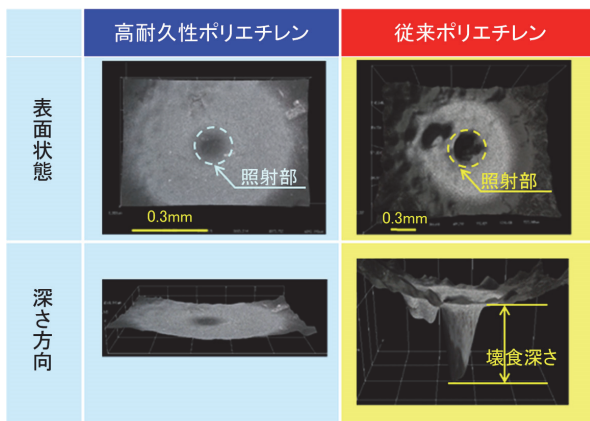 高耐久性ポリエチレン
従来ポリエチレン
表面状態
照射部
0.3mm
照射部
0.3mm
深さ方向
壊食深さ